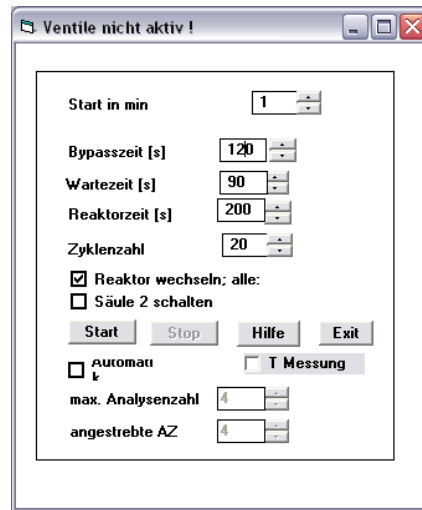 Ventile nicht aktiv !
Start in min 1
Bypasszeit [s] 120
Wartezeit [s] 90
Reaktorzeit [s] 200
Zyklenzahl 20
Reaktor wechseln; alle:
Säule 2 schalten
Start Stop Hilfe Exit
Automati
k
T Messung
max. Analysenzahl 4
angestrebte AZ 4